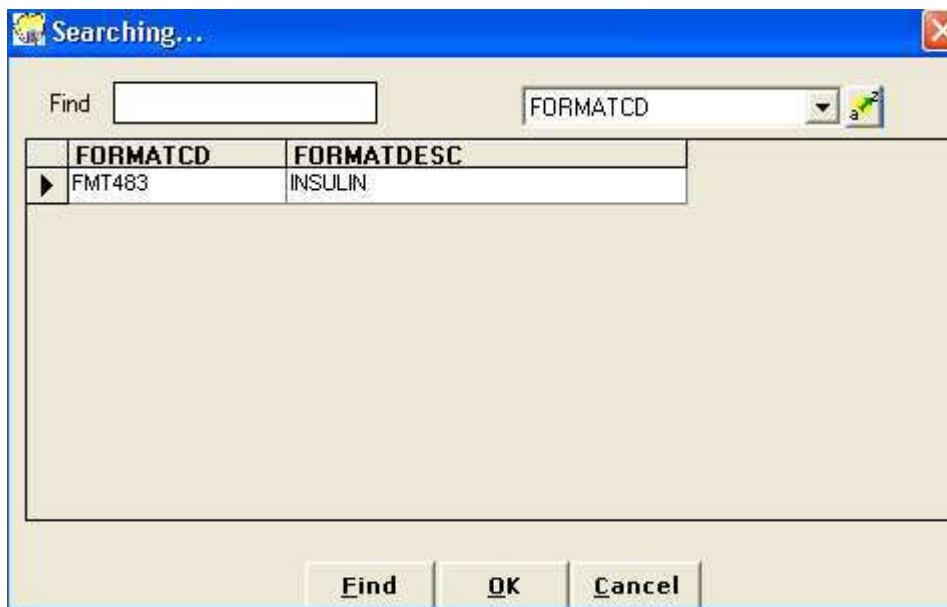 Searching...
Find FORMATCD
FORMATCD FORMATDESC
FMT483 INSULIN
Find OK Cancel